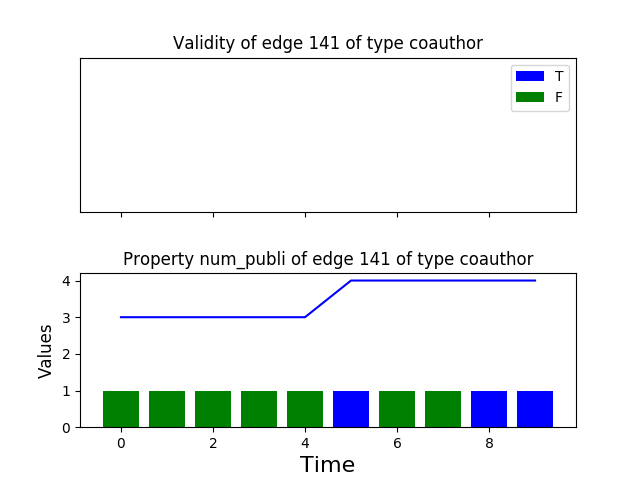 Validity of edge 141 of type coauthor
T
F
Property num_publi of edge 141 of type coauthor
4
3
2
1
0
Values
0 2 4 6 8
Time